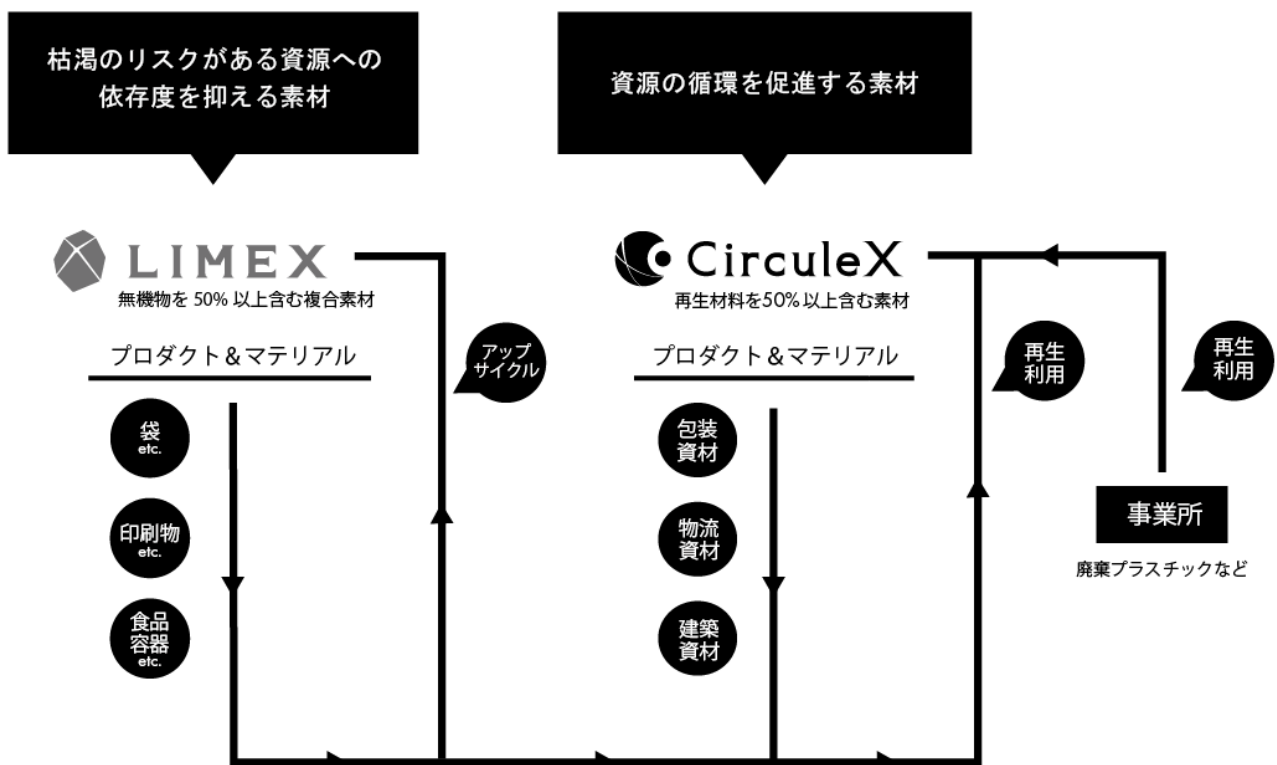 枯渇のリスクがある資源への
依存度を抑える素材
資源の循環を促進する素材
LIMEX
無機物を 50% 以上含む複合素材
プロダクト&マテリアル
袋
etc.
印刷物
etc.
食品
容器
etc.
アップ
サイクル
CirculeX
再生材料を50%以上含む素材
プロダクト&マテリアル
包装
資材
物流
資材
建築
資材
再生
利用
再生
利用
事業所
廃棄プラスチックなど